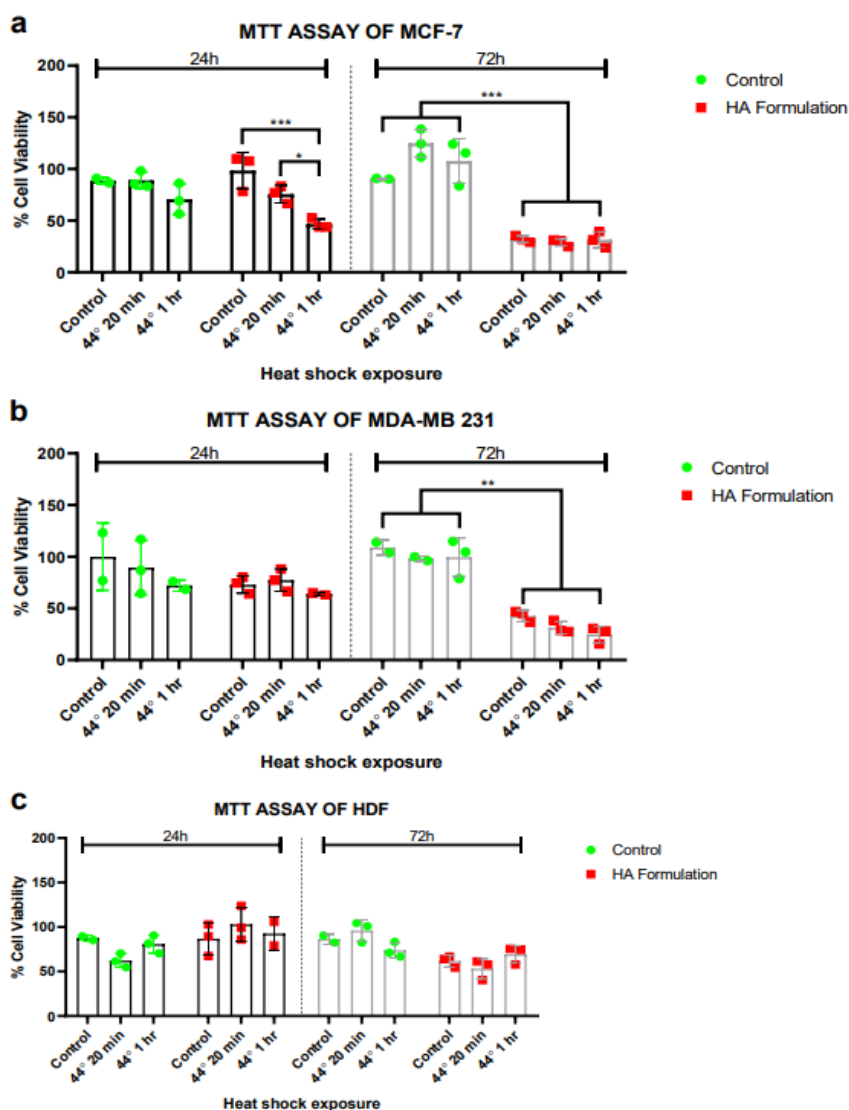 a
MTT ASSAY OF MCF-7
24h
72h
Control
HA Formulation
***
*
***
% Cell Viability
200
150
100
50
0
Control
44° 20 min
44° 1 hr
Control
44° 20 min
44° 1 hr
Control
44° 20 min
44° 1 hr
Control
44° 20 min
44° 1 hr
Heat shock exposure
b
MTT ASSAY OF MDA-MB 231
24h
72h
Control
HA Formulation
**
% Cell Viability
200
150
100
50
0
Control
44° 20 min
44° 1 hr
Control
44° 20 min
44° 1 hr
Control
44° 20 min
44° 1 hr
Control
44° 20 min
44° 1 hr
Heat shock exposure
c
MTT ASSAY OF HDF
24h
72h
Control
HA Formulation
% Cell Viability
200
150
100
50
0
Control
44° 20 min
44° 1 hr
Control
44° 20 min
44° 1 hr
Control
44° 20 min
44° 1 hr
Control
44° 20 min
44° 1 hr
Heat shock exposure